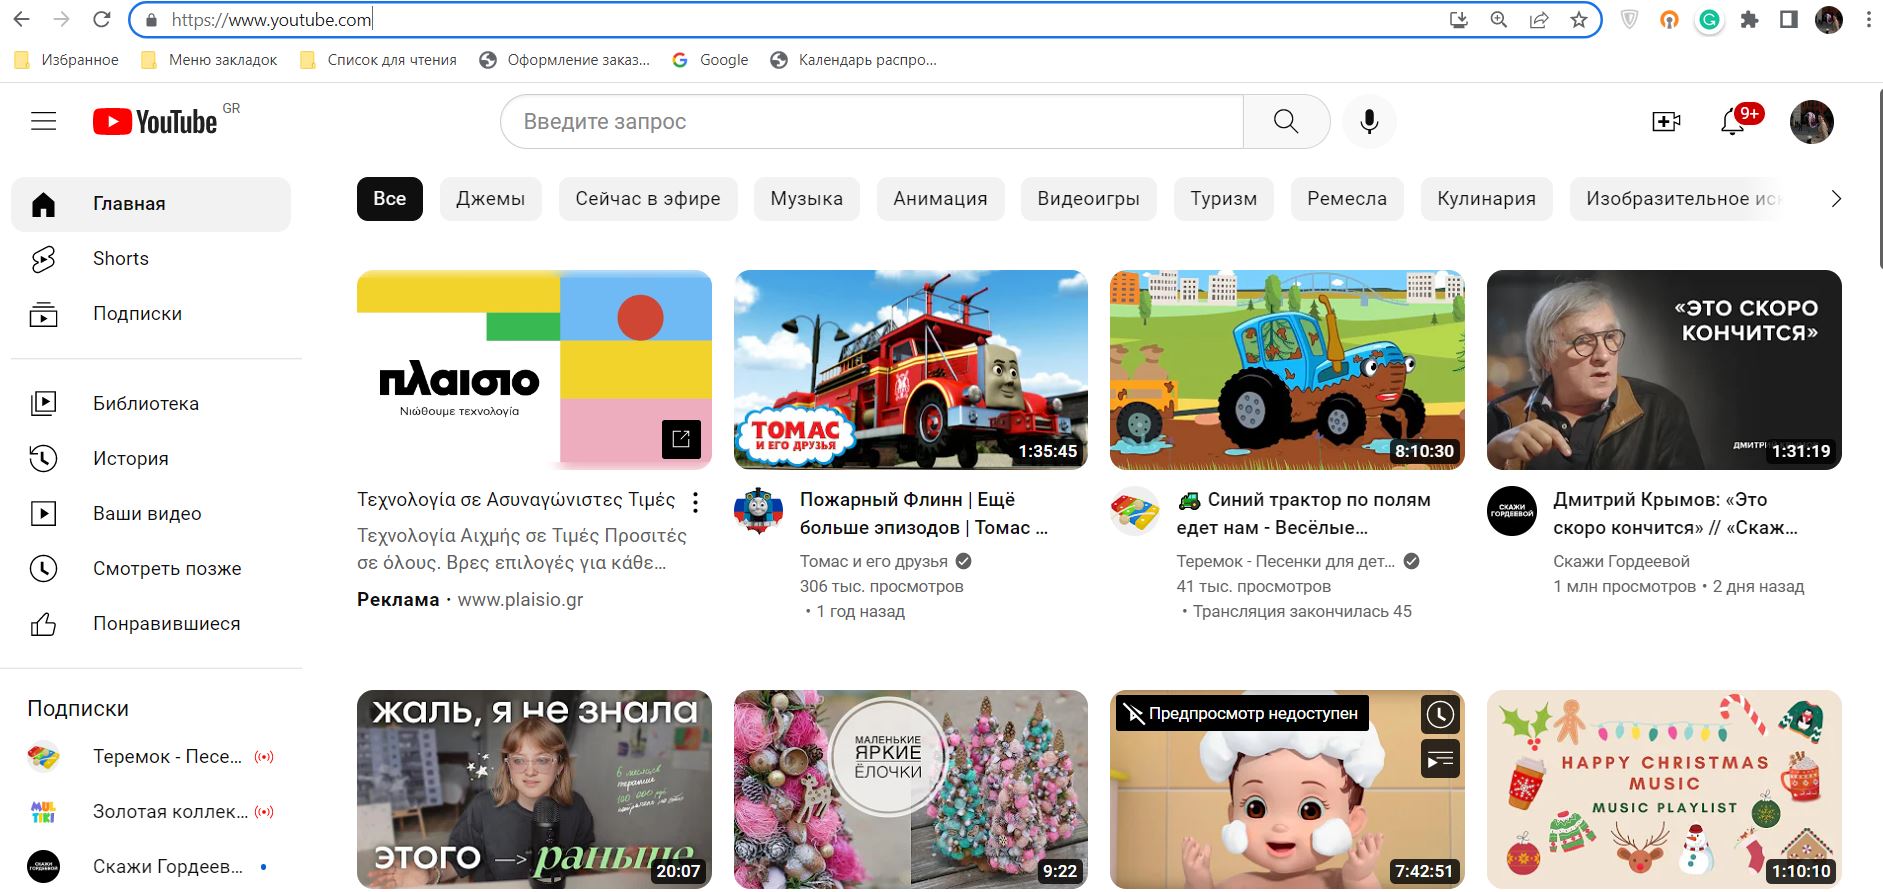 https://www.youtube.com
Избранное
Меню закладок
Список для чтения
Оформление заказ...
Google
Календарь распро...
YouTube GR
Введите запрос
9+
Главная
Shorts
Подписки
Библиотека
История
Ваши видео
Смотреть позже
Понравившиеся
Подписки
Теремок - Песе...
Золотая коллек...
Скажи Гордеев...
Все
Джемы
Сейчас в эфире
Музыка
Анимация
Видеоигры
Туризм
Ремесла
Кулинария
Изобразительное иск
πλαισιο
Νιώθουμε τεχνολογία
Τεχνολογία σε Ασυναγώνιστες Τιμές
Τεχνολογία Αιχμής σε Τιμές Προσιτές
σε όλους. Βρες επιλογές για κάθε...
Реклама · www.plaisio.gr
ТОМАС
И ЕГО ДРУЗЬЯ
1:35:45
Пожарный Флинн | Ещё
больше эпизодов | Томас ...
Томас и его друзья
306 тыс. просмотров
• 1 год назад
8:10:30
Синий трактор по полям
едет нам - Весёлые...
Теремок - Песенки для дет...
41 тыс. просмотров
• Трансляция закончилась 45
«ЭТО СКОРО
КОНЧИТСЯ»
1:31:19
СКАЖИ
ГОРДЕЕВОЙ
Дмитрий Крымов: «Это
скоро кончится» // «Скаж...
Скажи Гордеевой
1 млн просмотров • 2 дня назад
жаль, я не знала
6 месяцев
терапии
ЭТОГО —> раньше
20:07
МАЛЕНЬКИЕ
ЯРКИЕ
ЁЛОЧКИ
9:22
Предпросмотр недоступен
7:42:51
HAPPY CHRISTMAS
MUSIC
MUSIC PLAYLIST
1:10:10
MUL
TIKI